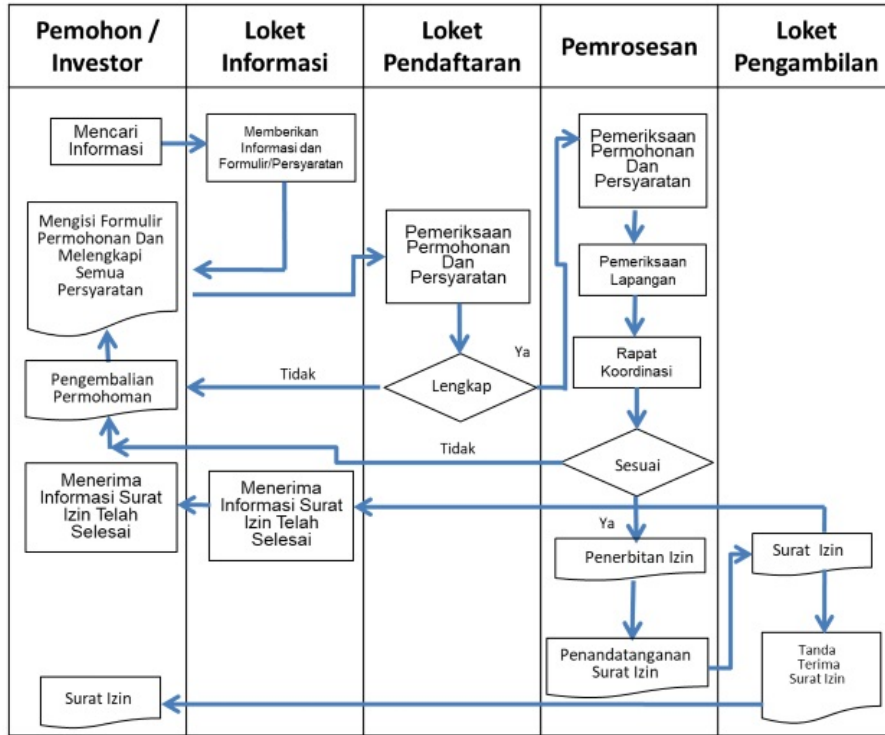 Pemohon /
Investor
Loket
Informasi
Loket
Pendaftaran
Pemrosesan
Loket
Pengambilan
Mencari
Informasi
Memberikan
Informasi dan
Formulir/Persyaratan
Pemeriksaan
Permohonan
Dan
Persyaratan
Mengisi Formulir
Permohonan Dan
Melengkapi
Semua
Persyaratan
Pemeriksaan
Permohonan
Dan
Persyaratan
Pemeriksaan
Lapangan
Ya
Rapat
Koordinasi
Pengembalian
Permohoman
Tidak
Lengkap
Tidak
Sesuai
Menerima
Informasi Surat
Izin Telah
Selesai
Menerima
Informasi Surat
Izin Telah
Selesai
Ya
Penerbitan Izin
Surat Izin
Penandatanganan
Surat Izin
Tanda
Terima
Surat Izin
Surat Izin